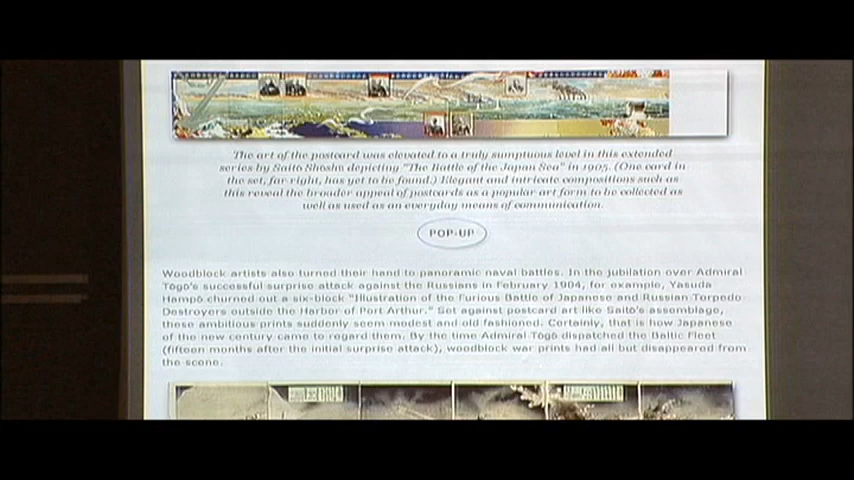 The art of the postcard was elevated to a truly sumptuous level in this extended
series by Saitō Shōshū depicting "The Battle of the Japan Sea" in 1905. (One card in
the set, far right, has yet to be found.) Elegant and intricate compositions such as
this reveal the broader appeal of postcards as a popular art form to be collected as
well as used as an everyday means of communication.
POP-UP
Woodblock artists also turned their hand to panoramic naval battles. In the jubilation over Admiral
Tōgō's successful surprise attack against the Russians in February 1904, for example, Yasuda
Hampō churned out a six-block "Illustration of the Furious Battle of Japanese and Russian Torpedo
Destroyers outside the Harbor of Port Arthur." Set against postcard art like Saitō's assemblage,
these ambitious prints suddenly seem modest and old fashioned. Certainly, that is how Japanese
of the new century came to regard them. By the time Admiral Tōgō dispatched the Baltic Fleet
(fifteen months after the initial surprise attack), woodblock war prints had all but disappeared from
the scene.